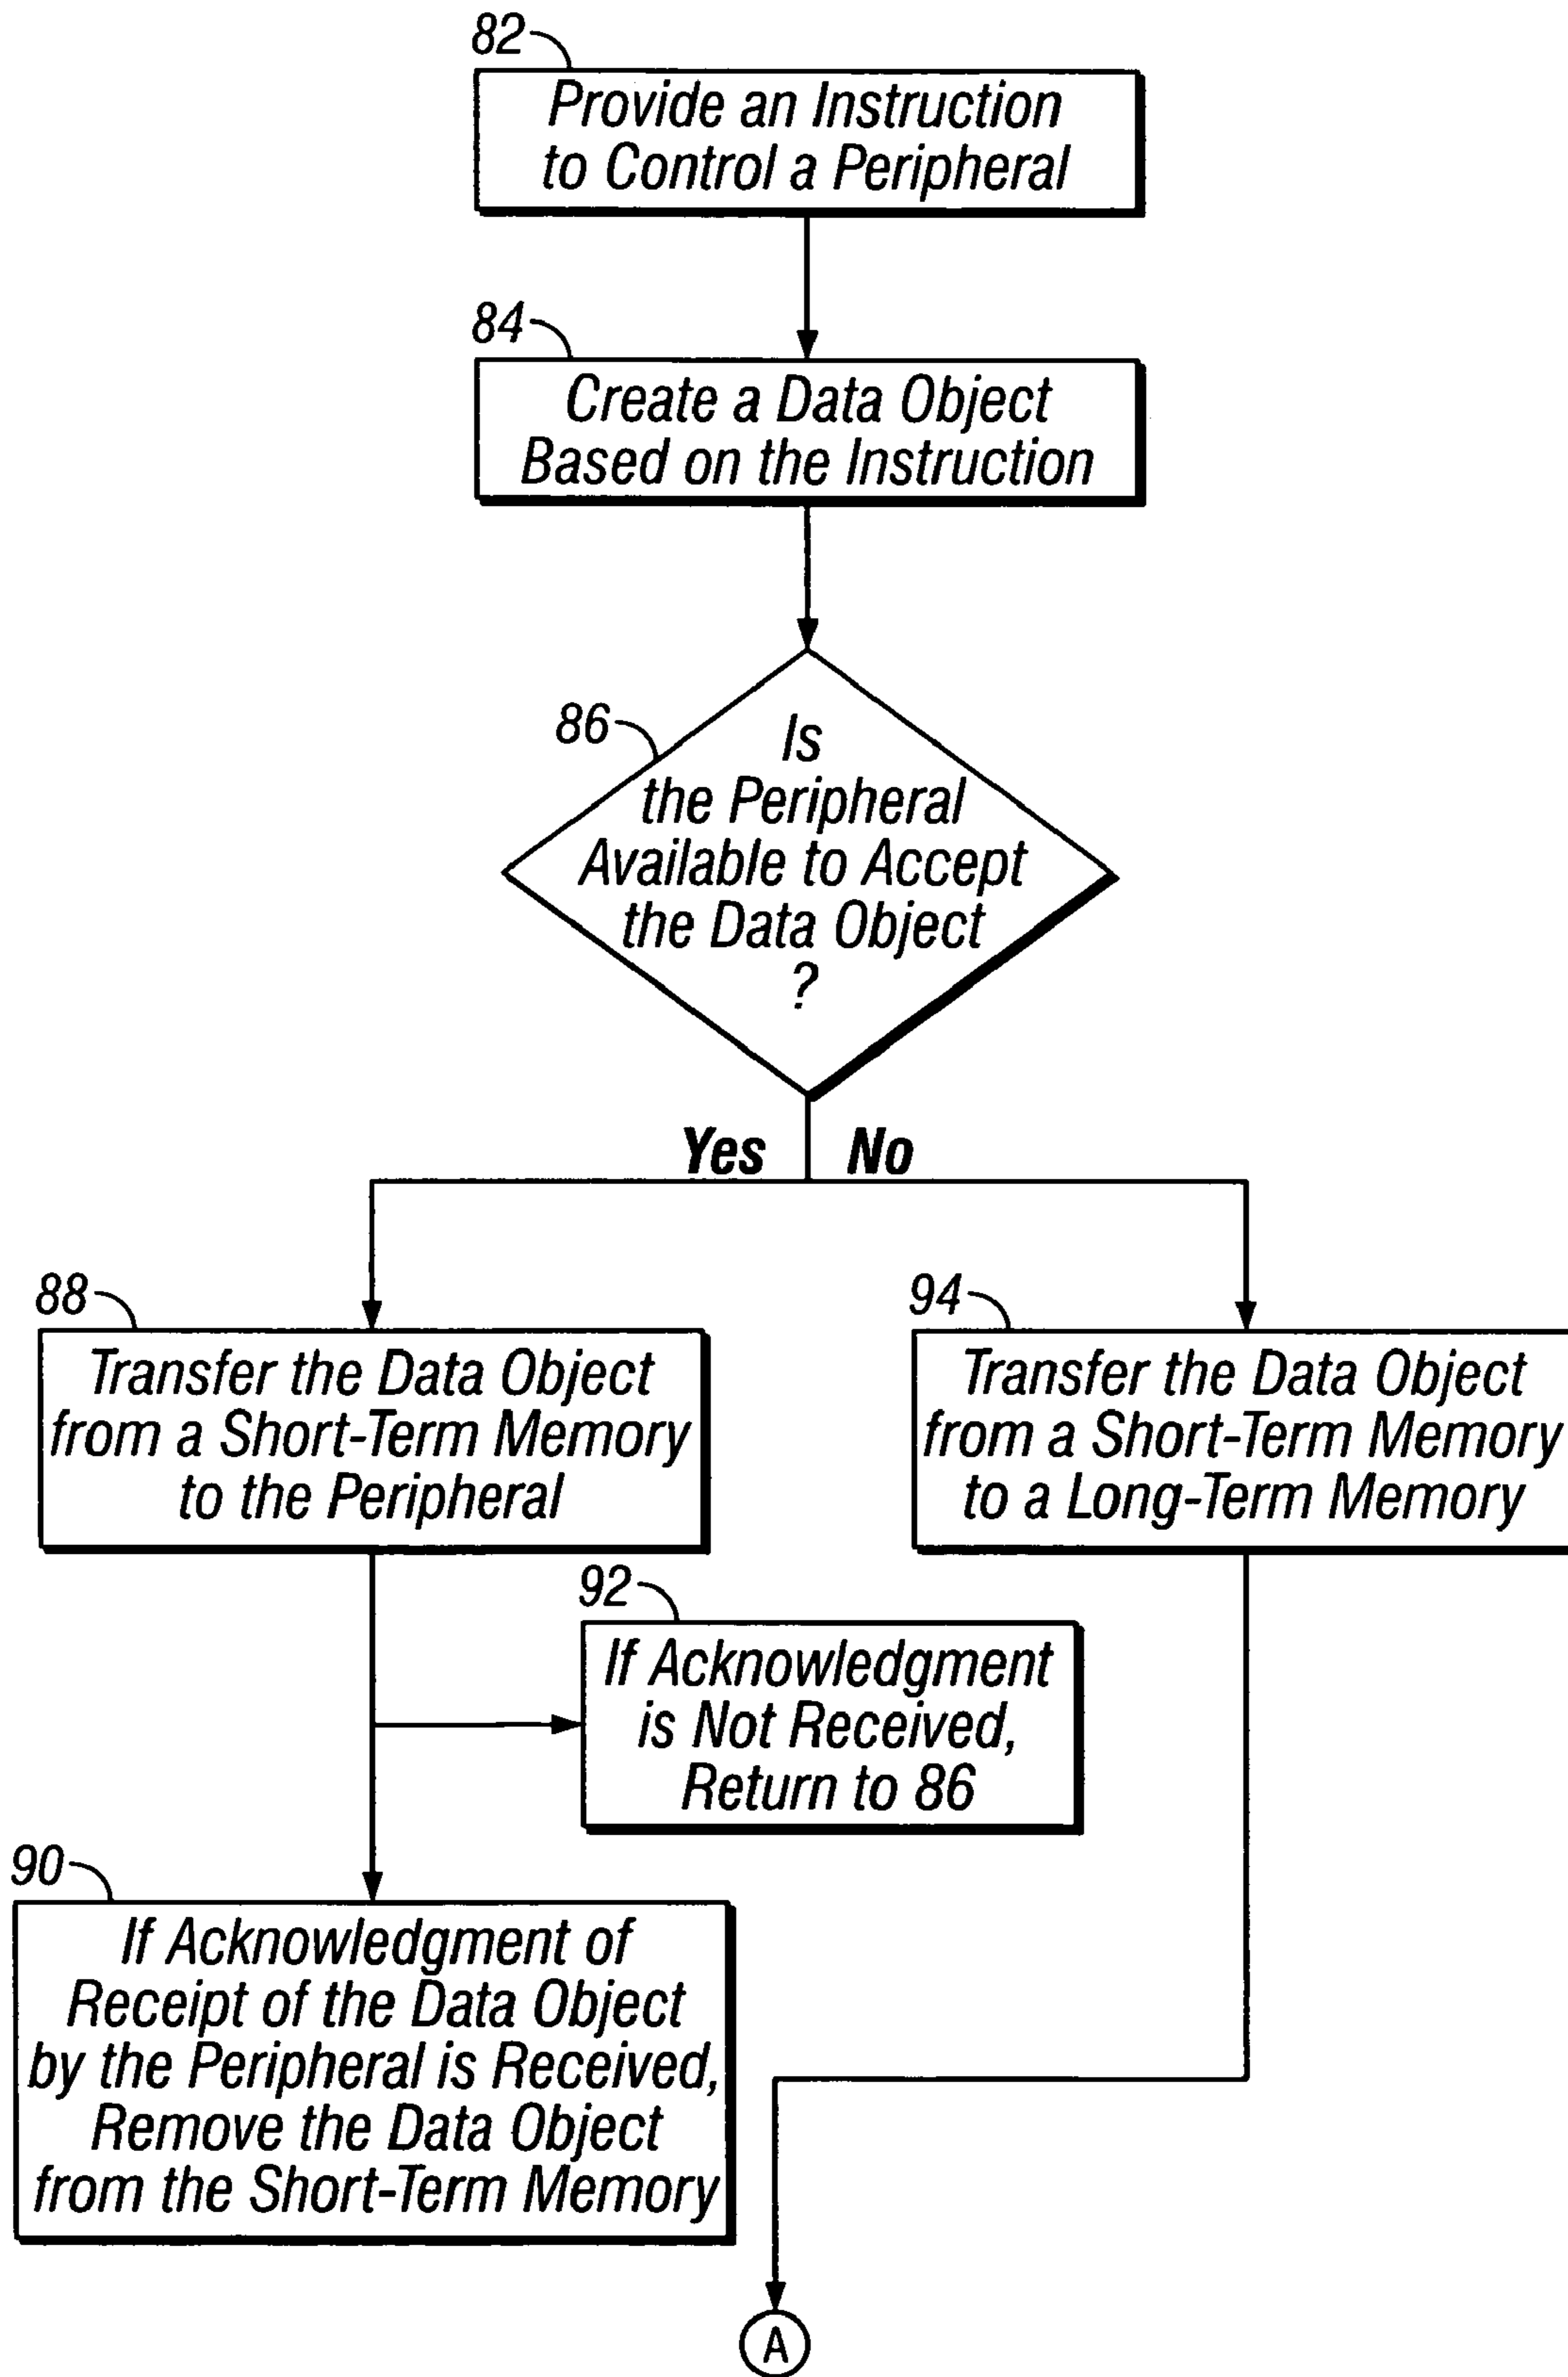 82
Provide an Instruction
to Control a Peripheral
84
Create a Data Object
Based on the Instruction
86
Is
the Peripheral
Available to Accept
the Data Object
?
Yes No
88
Transfer the Data Object
from a Short-Term Memory
to the Peripheral
94
Transfer the Data Object
from a Short-Term Memory
to a Long-Term Memory
92
If Acknowledgment
is Not Received,
Return to 86
90
If Acknowledgment of
Receipt of the Data Object
by the Peripheral is Received,
Remove the Data Object
from the Short-Term Memory
A